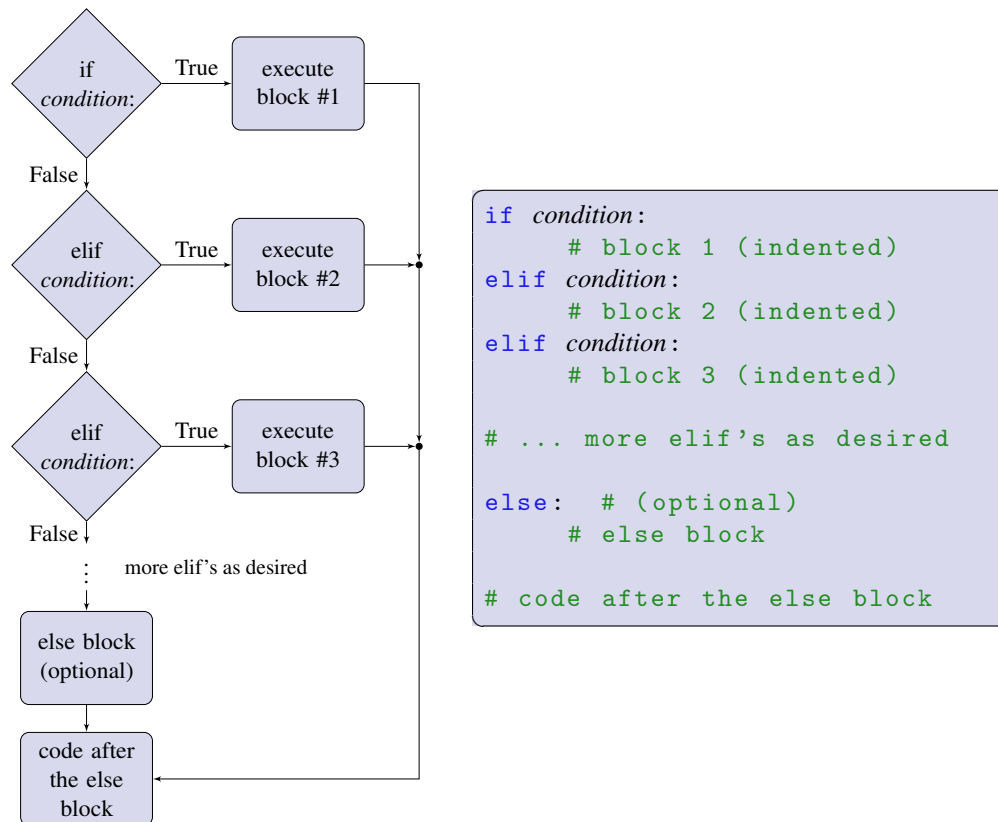 if
condition:
True
execute
block #1
False
elif
condition:
True
execute
block #2
False
elif
condition:
True
execute
block #3
False
more elif's as desired
else block
(optional)
code after
the else
block
if condition:
# block 1 (indented)
elif condition:
# block 2 (indented)
elif condition:
# block 3 (indented)
# ... more elif's as desired
else: # (optional)
# else block
# code after the else block